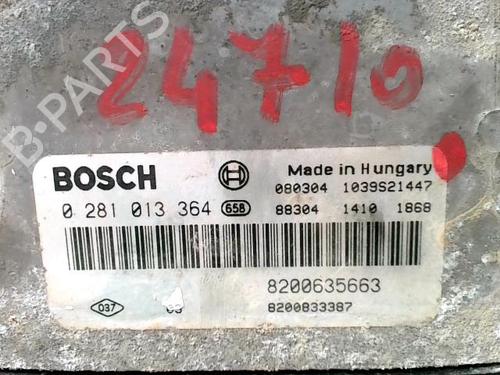 24710
B-PARTS
BOSCH
Made in Hungary
080304 1039S21447
0 281 013 364 658
88304 1410 1868
8200635663
8200833387
037